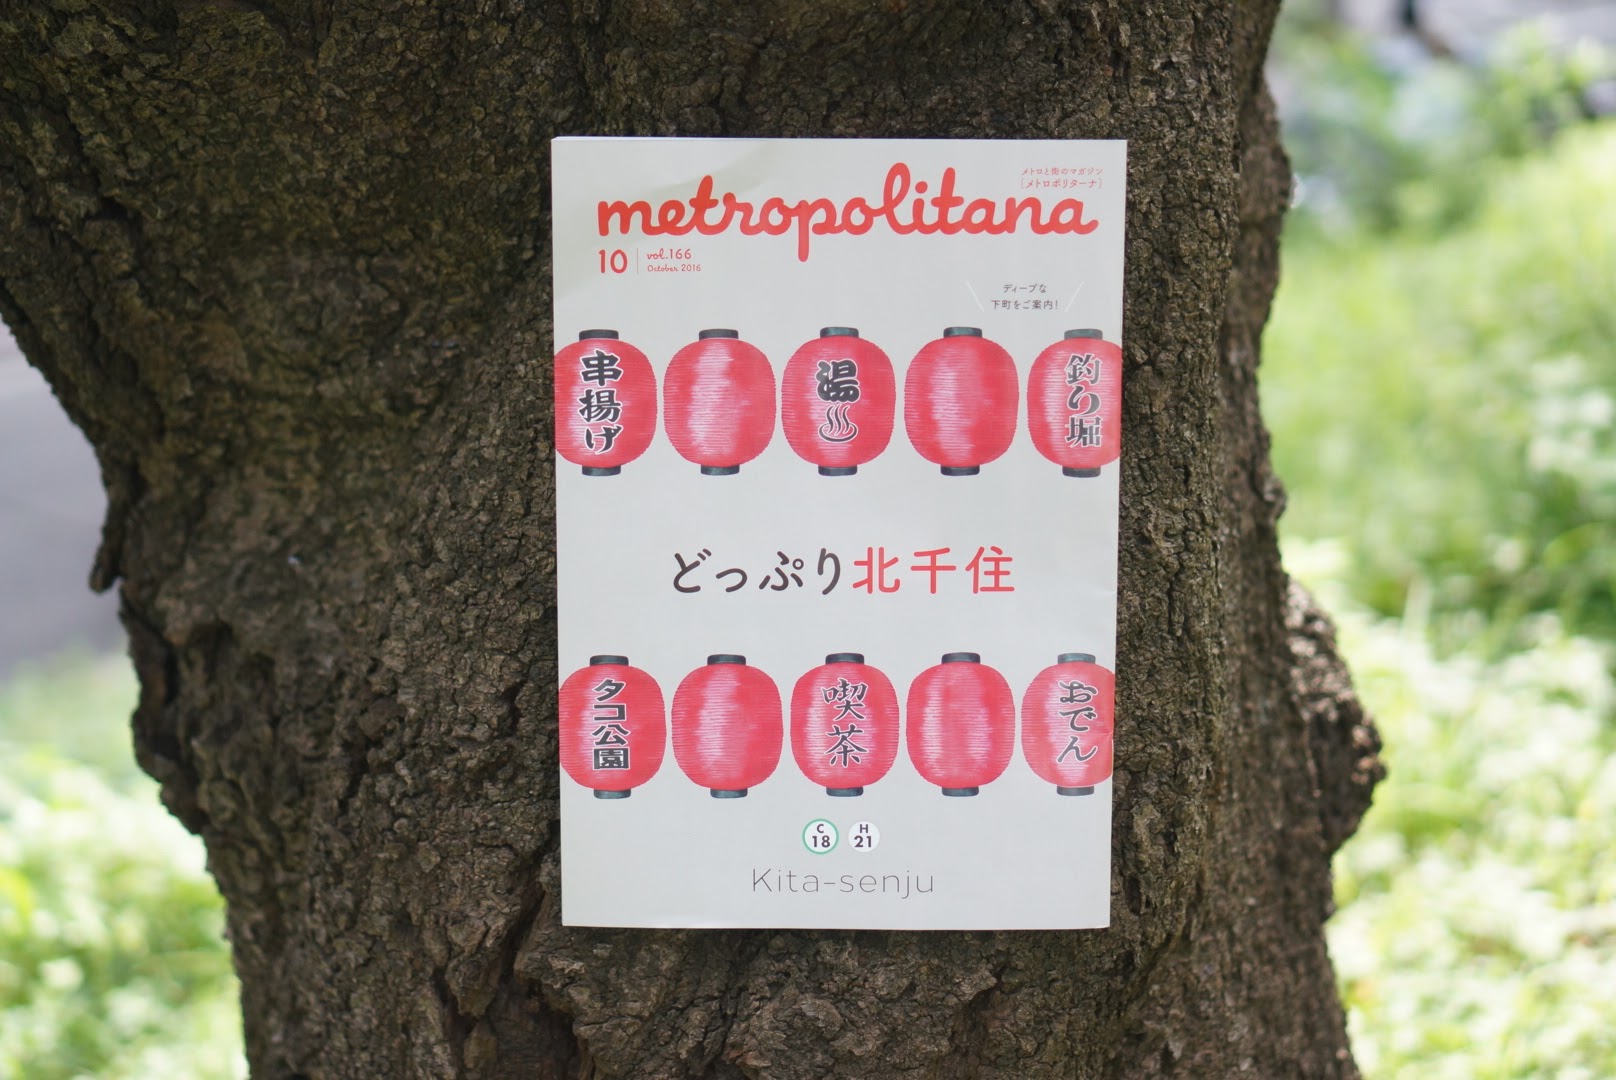 メトロと街のマガジン
［メトロポリターナ］
metropolitana
10
vol.166
October 2016
ディープな
下町をご案内！
串揚げ
湯♨
釣り堀
どっぷり北千住
タコ公園
喫茶
おでん
C
18
H
21
Kita-senju